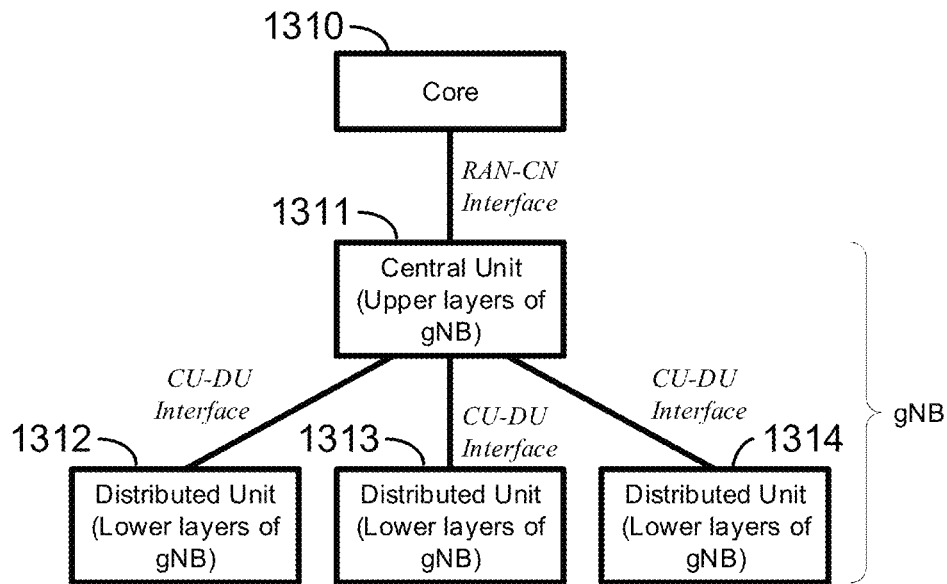 1310
Core
RAN-CN
Interface
1311
Central Unit
(Upper layers of
gNB)
CU-DU
Interface
CU-DU
Interface
CU-DU
Interface
gNB
1312
1313
1314
Distributed Unit
(Lower layers of
gNB)
Distributed Unit
(Lower layers of
gNB)
Distributed Unit
(Lower layers of
gNB)